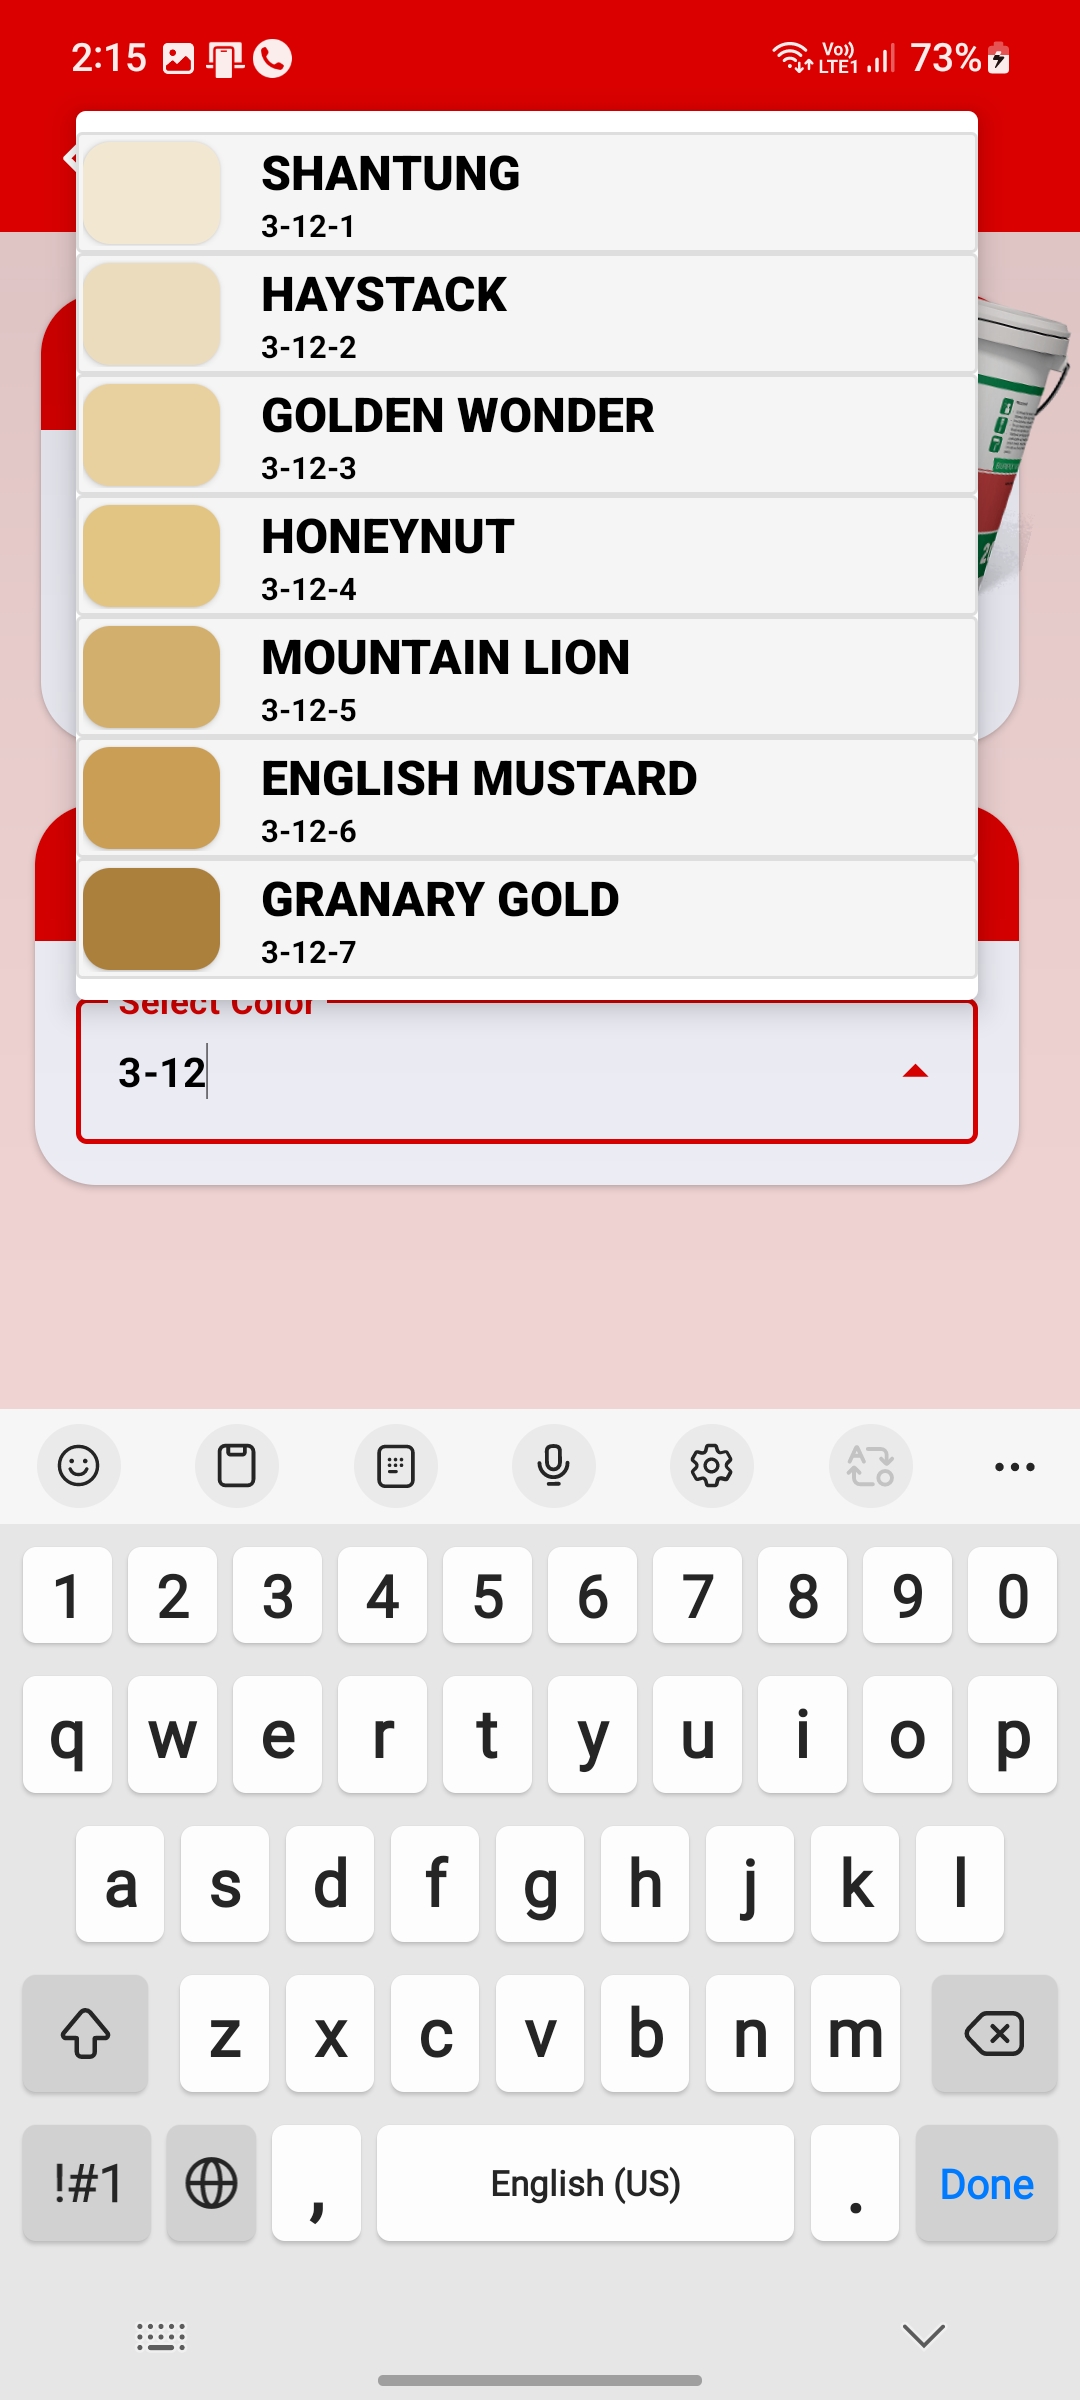 2:15
Vo))
LTE1
73%
SHANTUNG
3-12-1
HAYSTACK
3-12-2
GOLDEN WONDER
3-12-3
HONEYNUT
3-12-4
MOUNTAIN LION
3-12-5
ENGLISH MUSTARD
3-12-6
GRANARY GOLD
3-12-7
Select Color
3-12
1 2 3 4 5 6 7 8 9 0
q w e r t y u i o p
a s d f g h j k l
z x c v b n m
!#1 , English (US) . Done